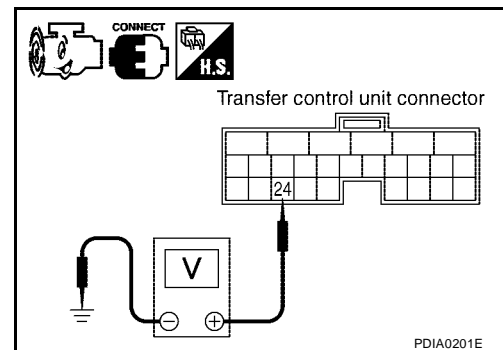 CONNECT
H.S.
Transfer control unit connector
24
V
− +
PDIA0201E